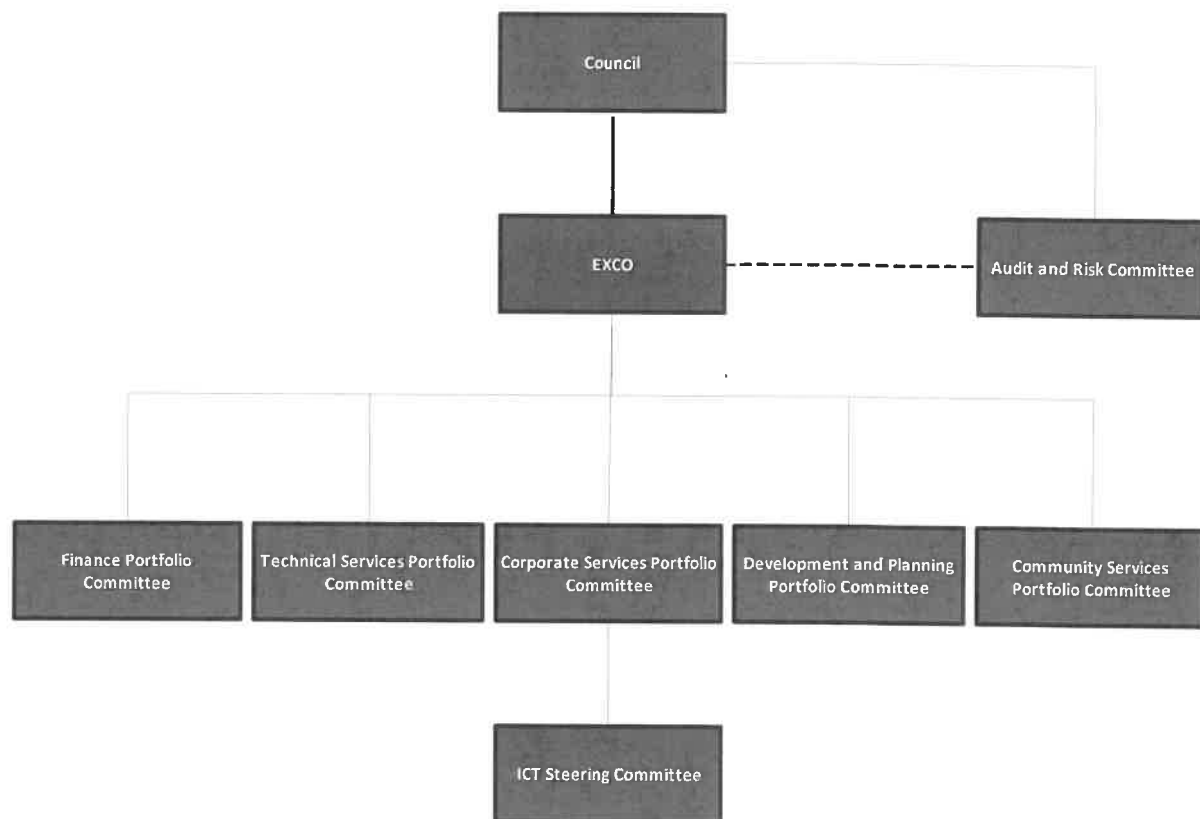 Council
EXCO
Audit and Risk Committee
Finance Portfolio
Committee
Technical Services Portfolio
Committee
Corporate Services Portfolio
Committee
Development and Planning
Portfolio Committee
Community Services
Portfolio Committee
ICT Steering Committee